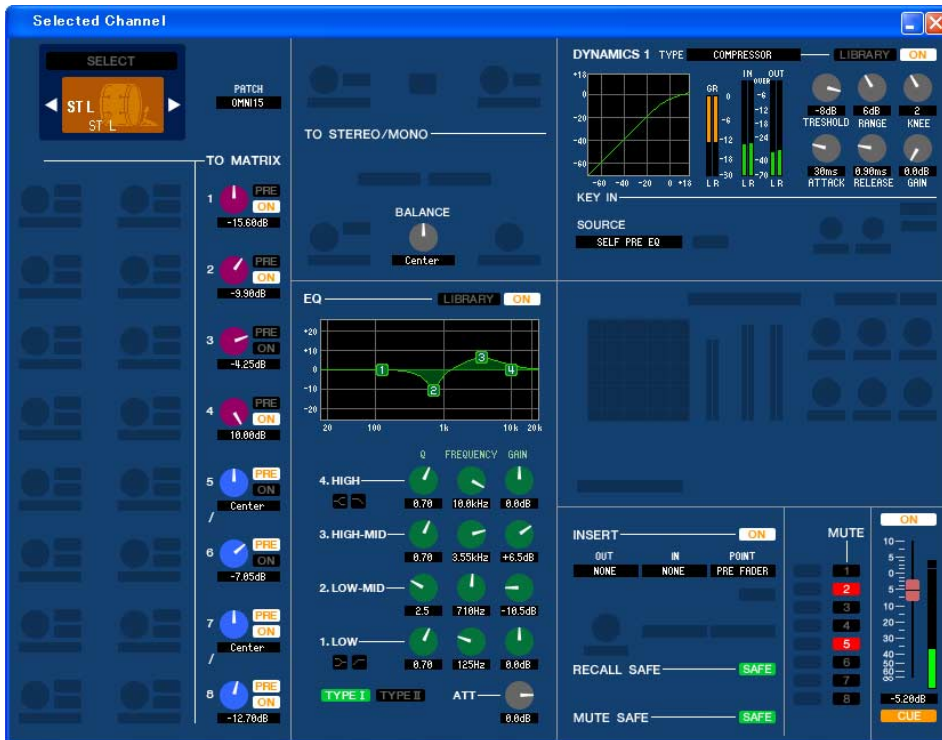 Selected Channel
SELECT
ST L
ST L
PATCH
OMNI15
TO MATRIX
1 PRE
ON
-15.60dB
2 PRE
ON
-9.90dB
3 PRE
ON
-4.25dB
4 PRE
ON
10.00dB
5 PRE
ON
Center
/
6 PRE
ON
-7.05dB
7 PRE
ON
Center
/
8 PRE
ON
-12.70dB
TO STEREO/MONO
BALANCE
Center
EQ LIBRARY ON
+20
+10
0
-10
-20
1 2 3 4
20 100 1k 10k 20k
Q FREQUENCY GAIN
4. HIGH
0.70 10.0kHz 0.0dB
3. HIGH-MID
0.70 3.55kHz +6.5dB
2. LOW-MID
2.5 710Hz -10.5dB
1. LOW
0.70 125Hz 0.0dB
TYPE I TYPE II ATT
0.0dB
DYNAMICS 1 TYPE COMPRESSOR LIBRARY ON
+18
0
-20
-40
-60
-60 -40 -20 0 +18
GR
0
-6
-12
-18
-30
L R
IN OUT
OVER
-6
-12
-18
-24
-40
-70
L R L R
-8dB 6dB 2
TRESHOLD RANGE KNEE
30ms 0.90ms 0.0dB
ATTACK RELEASE GAIN
KEY IN
SOURCE
SELF PRE EQ
INSERT ON
OUT IN POINT
NONE NONE PRE FADER
RECALL SAFE SAFE
MUTE SAFE SAFE
MUTE
1
2
3
4
5
6
7
8
ON
10
5
0
5
10
20
30
40
50
60
∞
-5.20dB
CUE